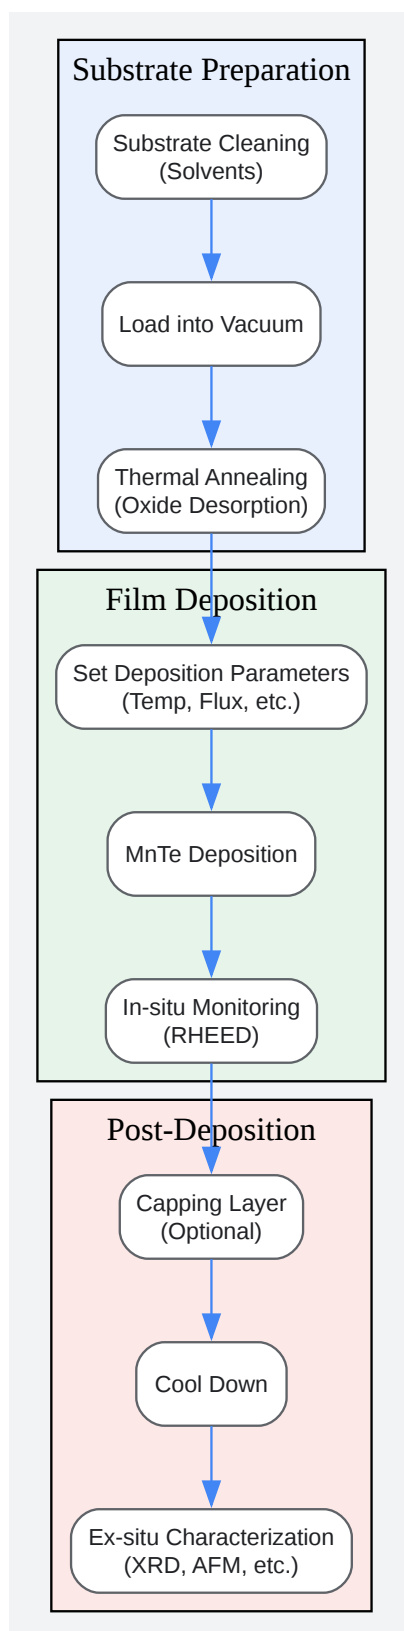 Substrate Preparation
Substrate Cleaning
(Solvents)
Load into Vacuum
Thermal Annealing
(Oxide Desorption)
Film Deposition
Set Deposition Parameters
(Temp, Flux, etc.)
MnTe Deposition
In-situ Monitoring
(RHEED)
Post-Deposition
Capping Layer
(Optional)
Cool Down
Ex-situ Characterization
(XRD, AFM, etc.)